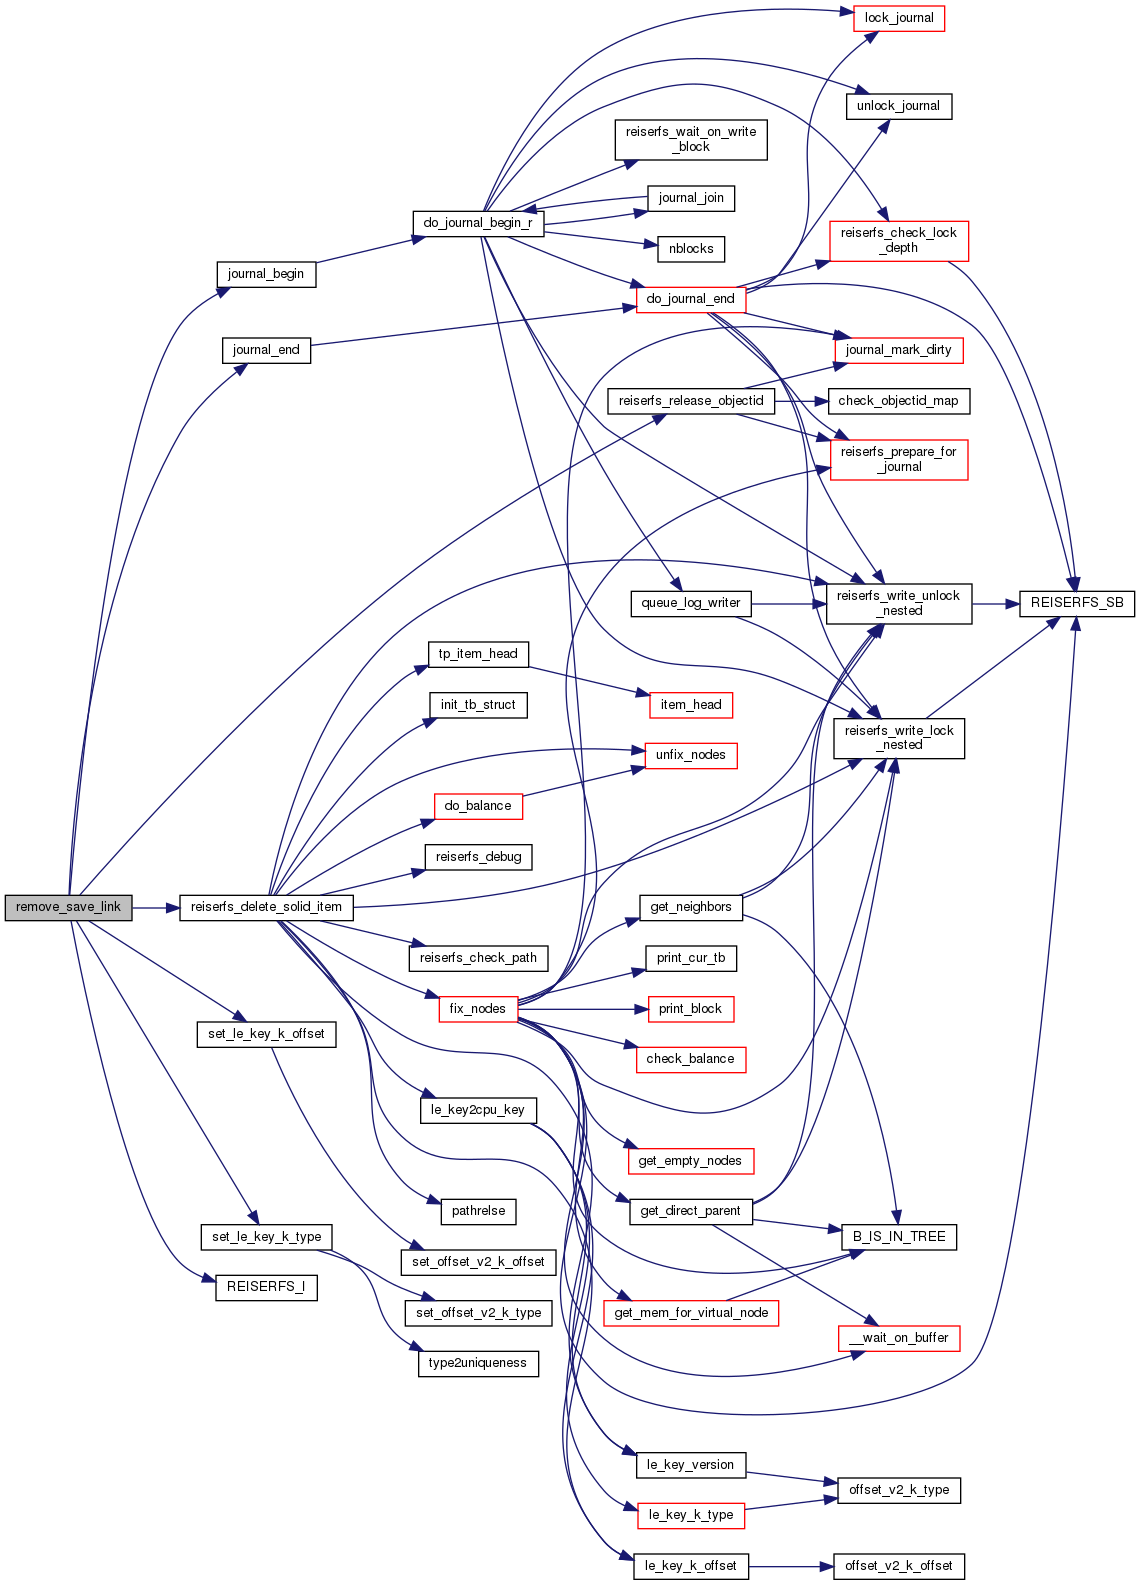 lock_journal
unlock_journal
reiserfs_wait_on_write
_block
journal_join
do_journal_begin_r
reiserfs_check_lock
_depth
nblocks
journal_begin
do_journal_end
journal_end
journal_mark_dirty
reiserfs_release_objectid
check_objectid_map
reiserfs_prepare_for
_journal
queue_log_writer
reiserfs_write_unlock
_nested
REISERFS_SB
tp_item_head
item_head
init_tb_struct
reiserfs_write_lock
_nested
unfix_nodes
do_balance
reiserfs_debug
remove_save_link
reiserfs_delete_solid_item
get_neighbors
reiserfs_check_path
print_cur_tb
fix_nodes
print_block
set_le_key_k_offset
check_balance
le_key2cpu_key
get_empty_nodes
pathrelse
get_direct_parent
set_le_key_k_type
B_IS_IN_TREE
set_offset_v2_k_offset
REISERFS_I
set_offset_v2_k_type
get_mem_for_virtual_node
__wait_on_buffer
type2uniqueness
le_key_version
offset_v2_k_type
le_key_k_type
le_key_k_offset
offset_v2_k_offset